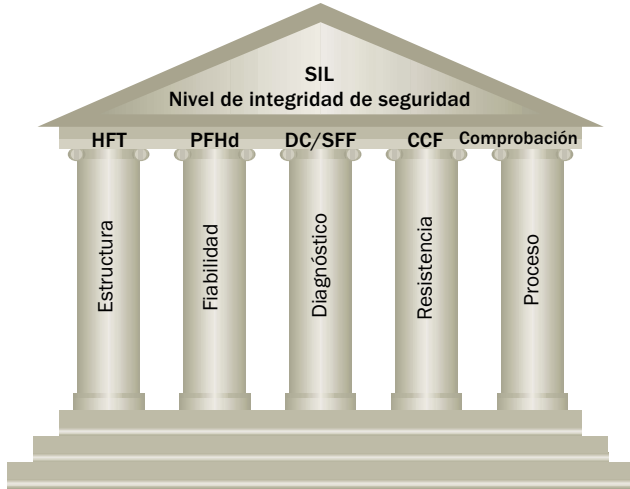 SIL
Nivel de integridad de seguridad
HFT
PFHd
DC/SFF
CCF
Comprobación
Estructura
Fiabilidad
Diagnóstico
Resistencia
Proceso